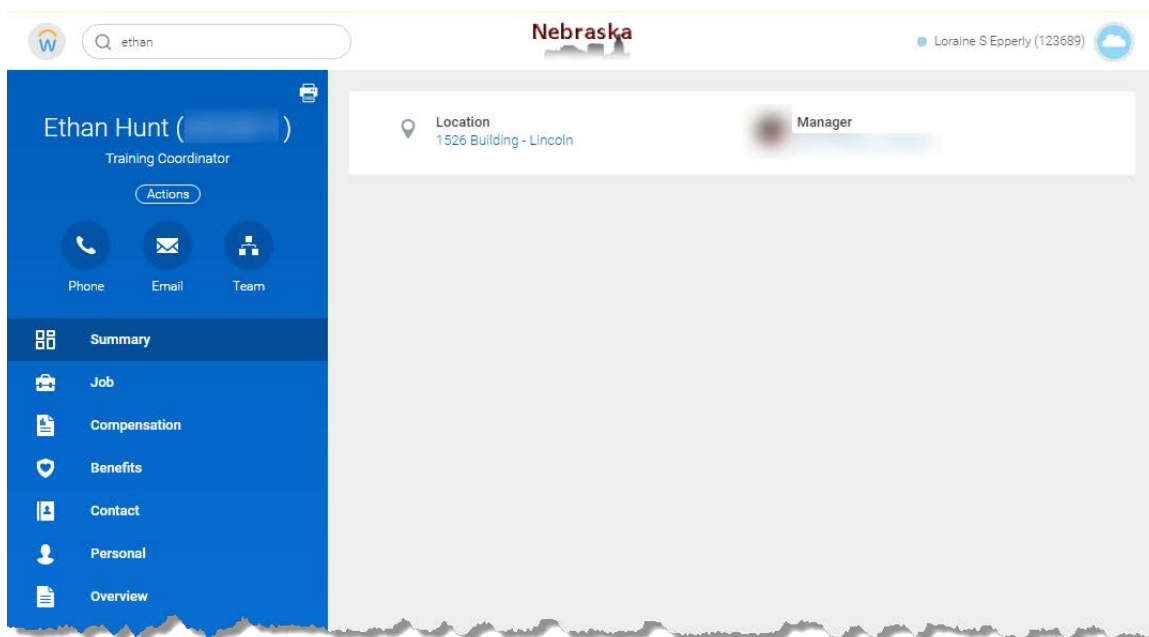 ethan
Nebraska
Loraine S Epperly (123689)
Ethan Hunt ( )
Training Coordinator
Actions
Phone Email Team
Summary
Job
Compensation
Benefits
Contact
Personal
Overview
Location
1526 Building - Lincoln
Manager